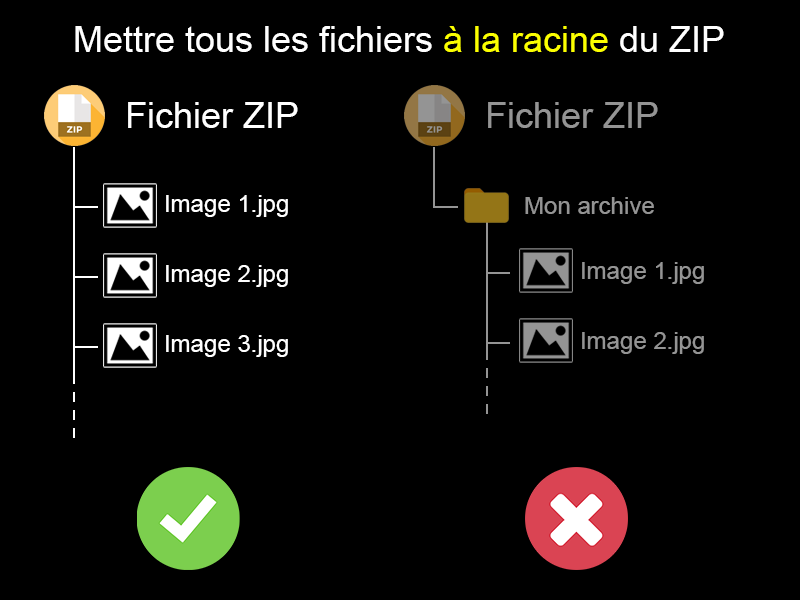 Mettre tous les fichiers à la racine du ZIP
ZIP
Fichier ZIP
Image 1.jpg
Image 2.jpg
Image 3.jpg
ZIP
Fichier ZIP
Mon archive
Image 1.jpg
Image 2.jpg